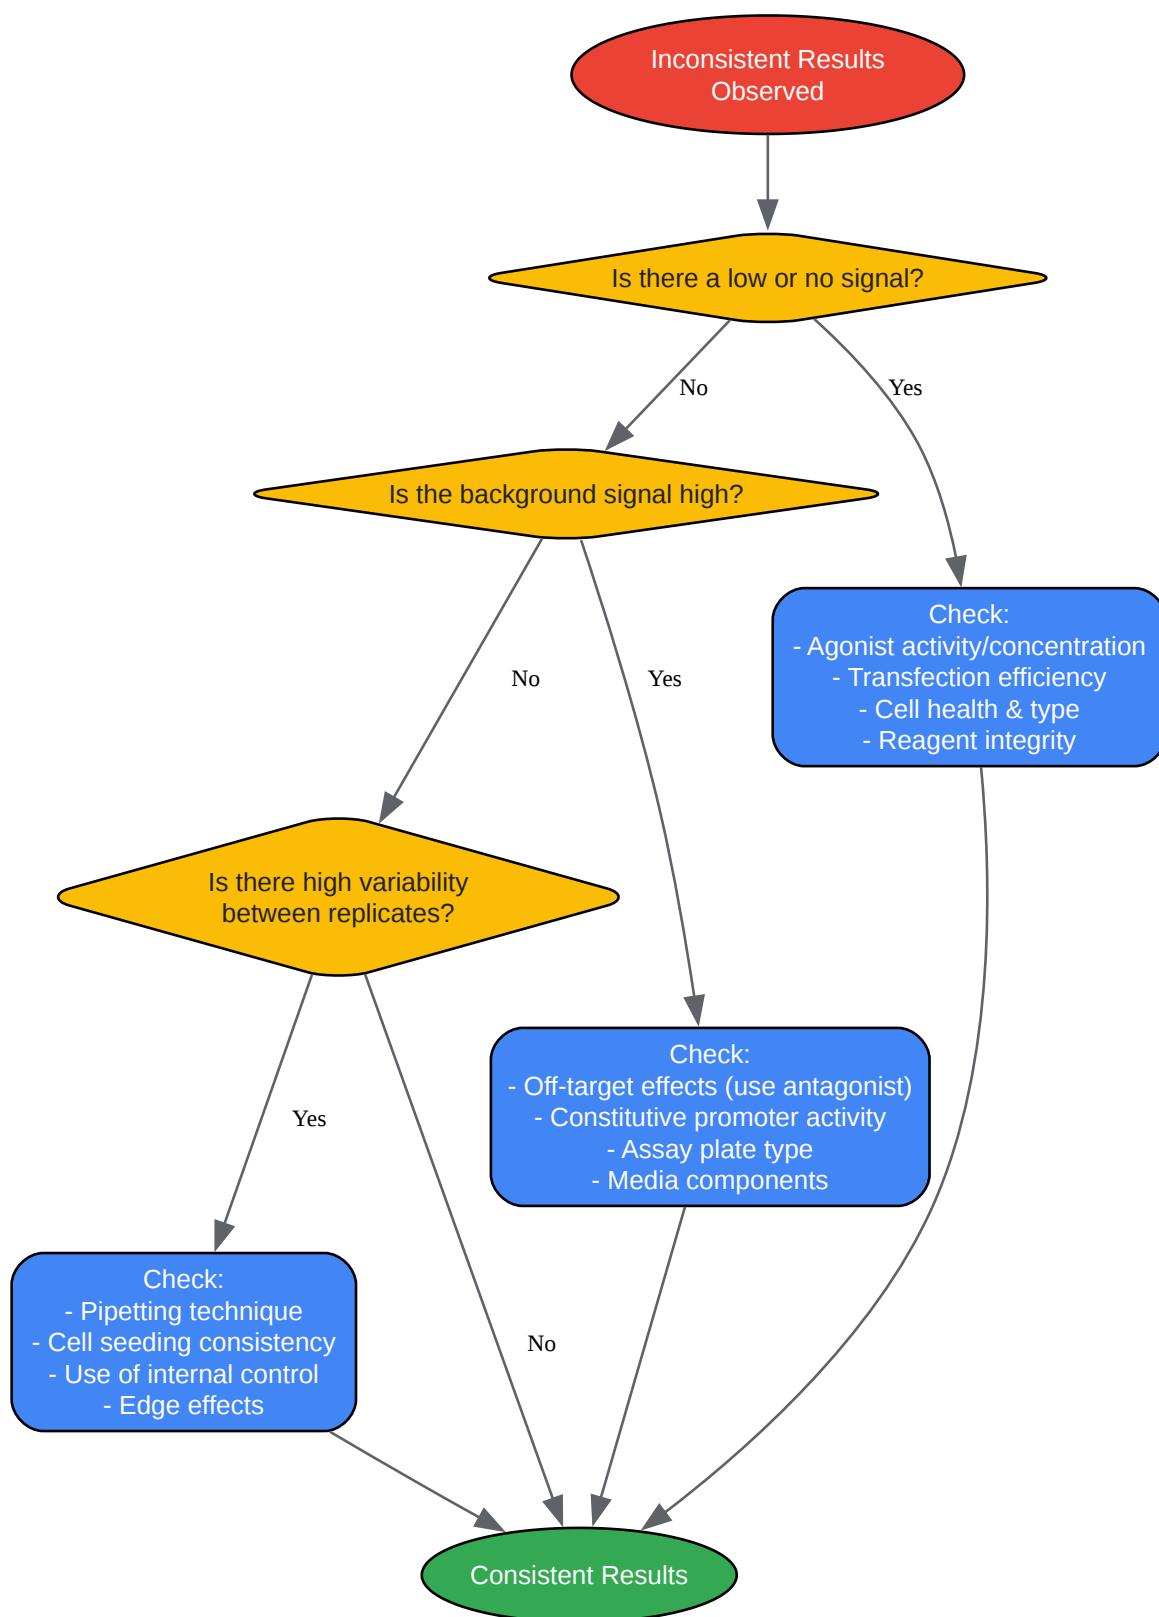 Inconsistent Results
Observed
Is there a low or no signal?
No
Yes
Is the background signal high?
Check:
- Agonist activity/concentration
- Transfection efficiency
- Cell health & type
- Reagent integrity
No
Yes
Is there high variability
between replicates?
Check:
- Off-target effects (use antagonist)
- Constitutive promoter activity
- Assay plate type
- Media components
Yes
No
Check:
- Pipetting technique
- Cell seeding consistency
- Use of internal control
- Edge effects
Consistent Results